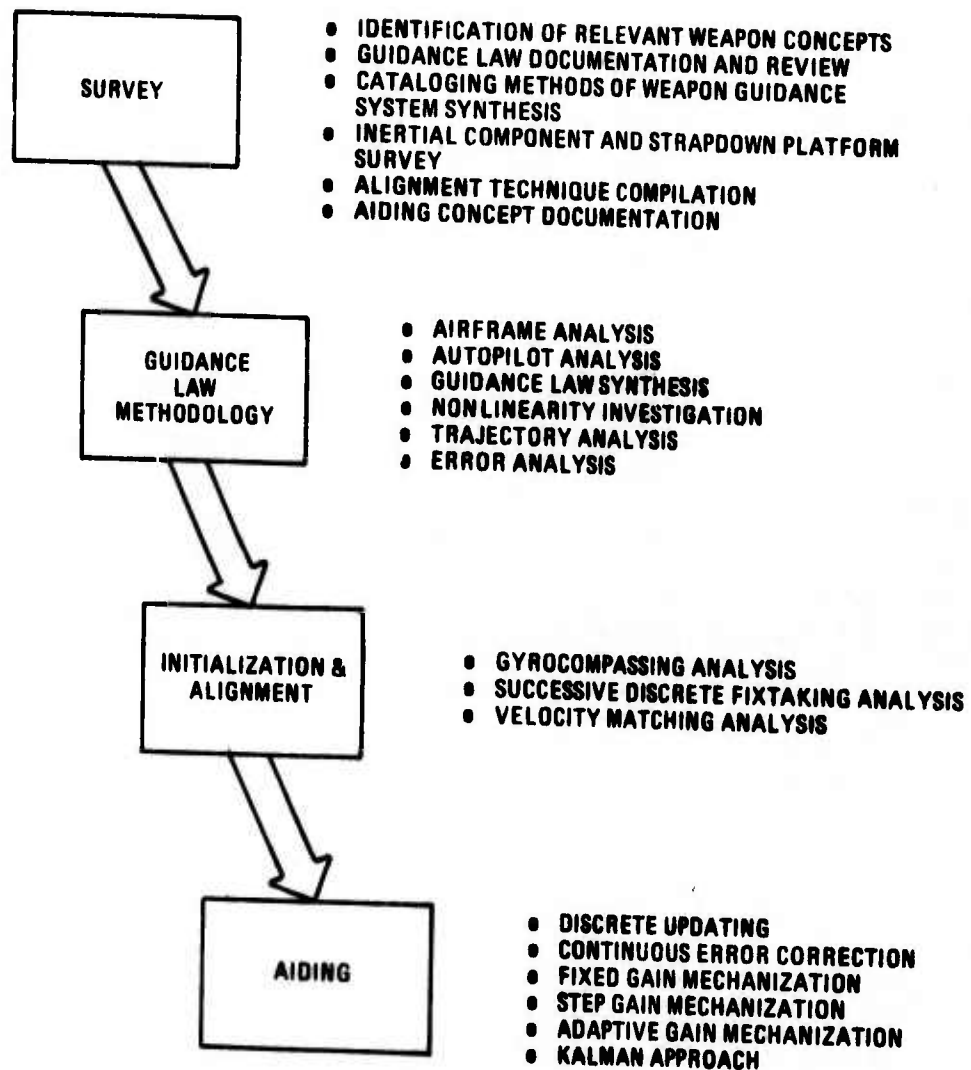 SURVEY
• IDENTIFICATION OF RELEVANT WEAPON CONCEPTS
• GUIDANCE LAW DOCUMENTATION AND REVIEW
• CATALOGING METHODS OF WEAPON GUIDANCE
SYSTEM SYNTHESIS
• INERTIAL COMPONENT AND STRAPDOWN PLATFORM
SURVEY
• ALIGNMENT TECHNIQUE COMPILATION
• AIDING CONCEPT DOCUMENTATION
GUIDANCE
LAW
METHODOLOGY
• AIRFRAME ANALYSIS
• AUTOPILOT ANALYSIS
• GUIDANCE LAW SYNTHESIS
• NONLINEARITY INVESTIGATION
• TRAJECTORY ANALYSIS
• ERROR ANALYSIS
INITIALIZATION &
ALIGNMENT
• GYROCOMPASSING ANALYSIS
• SUCCESSIVE DISCRETE FIXTAKING ANALYSIS
• VELOCITY MATCHING ANALYSIS
AIDING
• DISCRETE UPDATING
• CONTINUOUS ERROR CORRECTION
• FIXED GAIN MECHANIZATION
• STEP GAIN MECHANIZATION
• ADAPTIVE GAIN MECHANIZATION
• KALMAN APPROACH